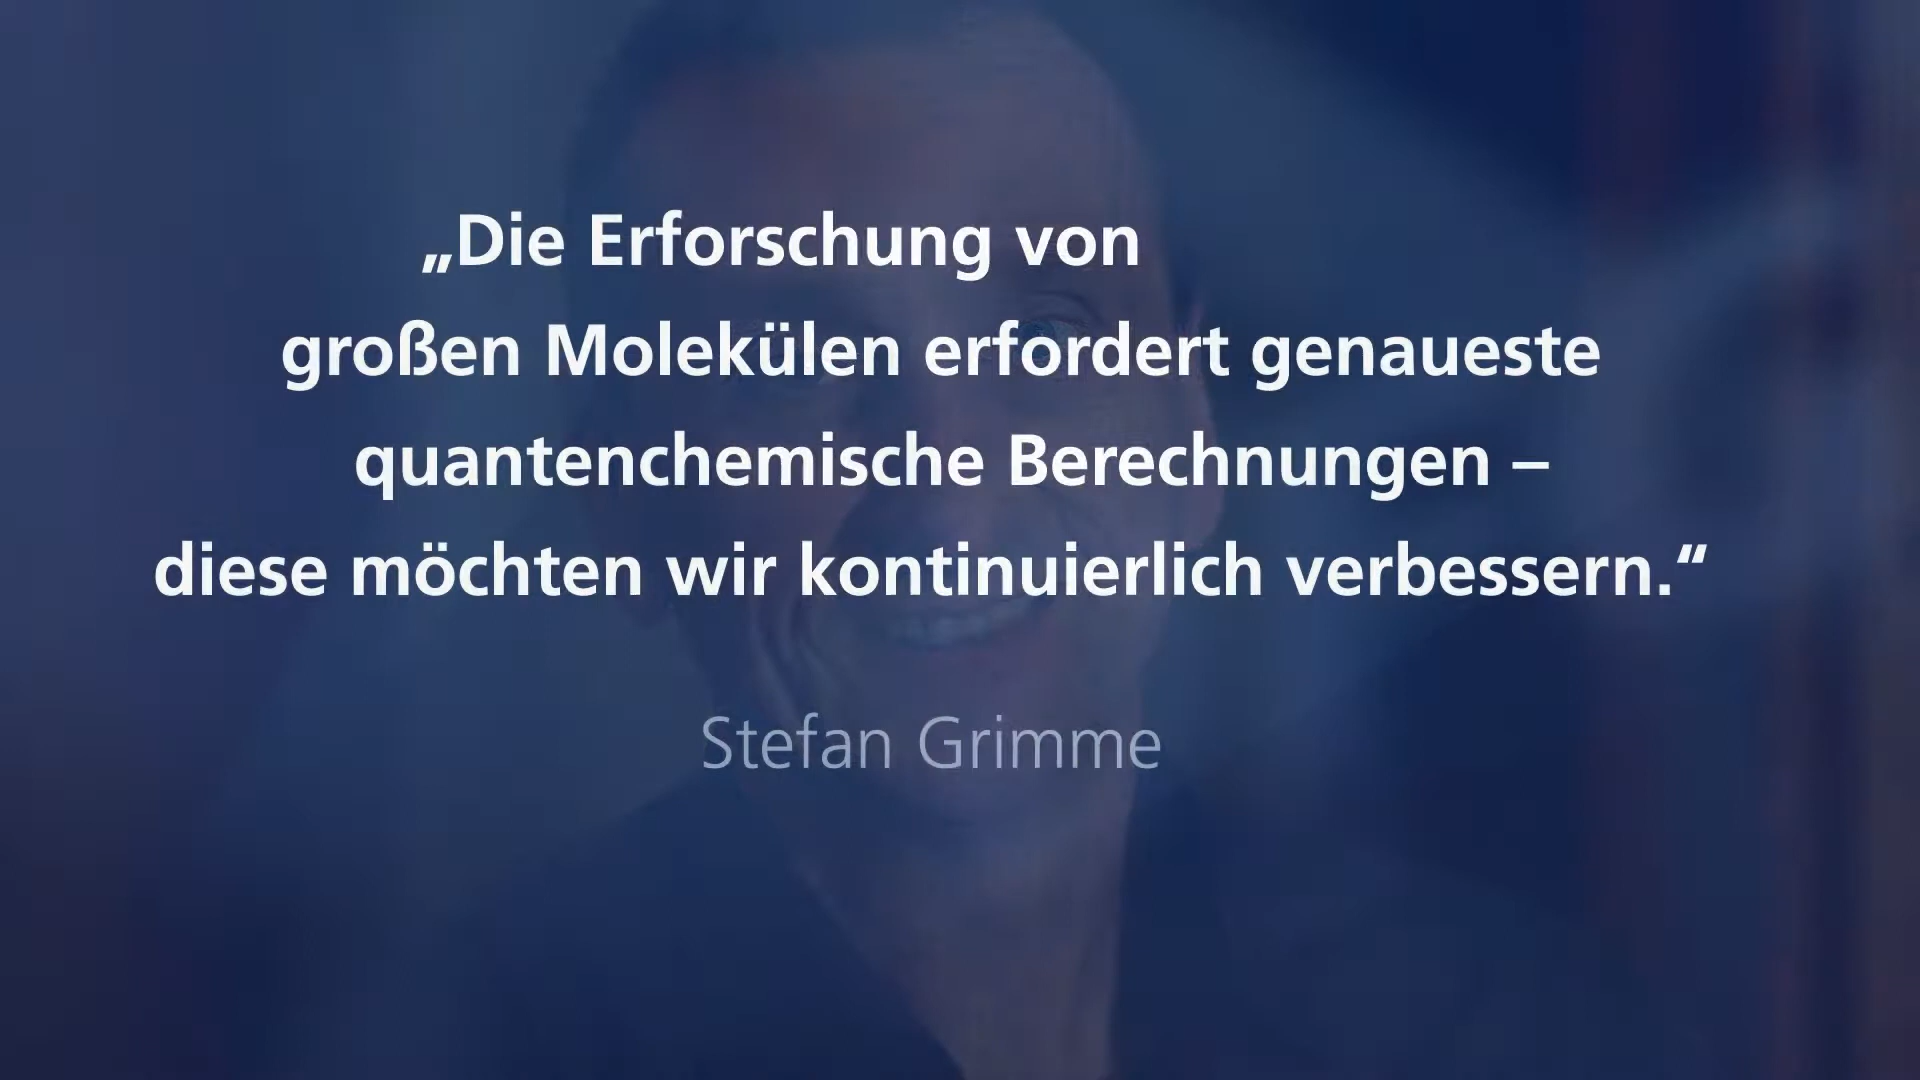 „Die Erforschung von
großen Molekülen erfordert genaueste
quantenchemische Berechnungen –
diese möchten wir kontinuierlich verbessern.“
Stefan Grimme